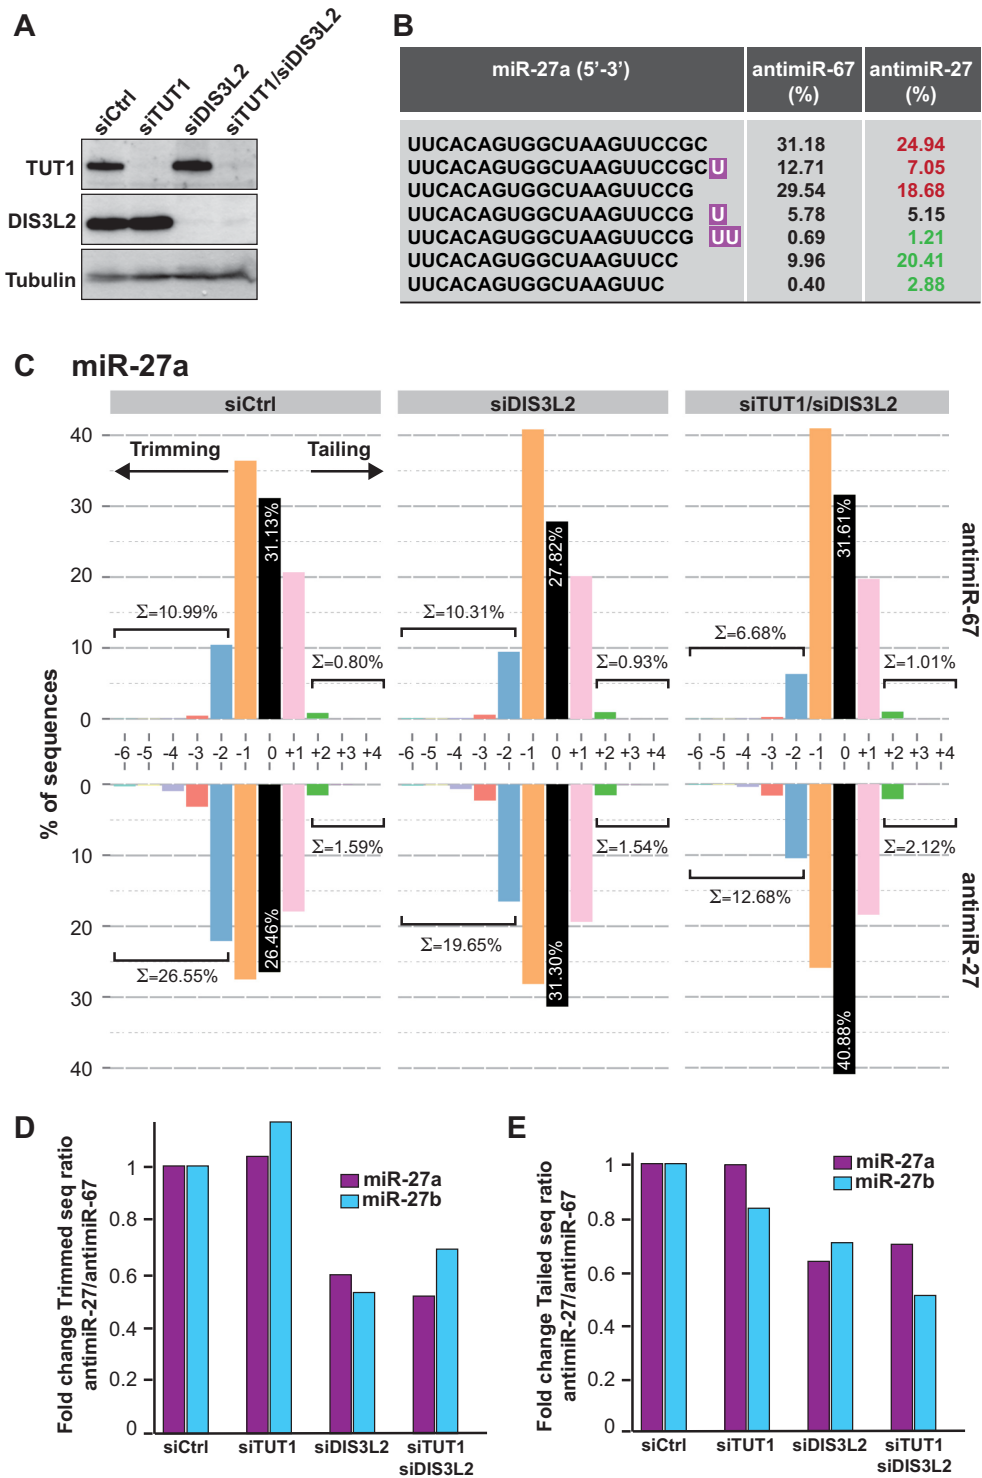 A
siCtrl
siTUT1
siDIS3L2
siTUT1/siDIS3L2
TUT1
DIS3L2
Tubulin
B
miR-27a (5’-3’) antimiR-67 (%) antimiR-27 (%)
UUCACAGUGGCUAAGUUCCGC 31.18 24.94
UUCACAGUGGCUAAGUUCCGC U 12.71 7.05
UUCACAGUGGCUAAGUUCCG 29.54 18.68
UUCACAGUGGCUAAGUUCCG U 5.78 5.15
UUCACAGUGGCUAAGUUCCG UU 0.69 1.21
UUCACAGUGGCUAAGUUCC 9.96 20.41
UUCACAGUGGCUAAGUUC 0.40 2.88
C miR-27a
siCtrl siDIS3L2 siTUT1/siDIS3L2
% of sequences
40
30
20
10
0
Trimming Tailing
31.13% 27.82% 31.61%
Σ=10.99% Σ=10.31% Σ=6.68%
Σ=0.80% Σ=0.93% Σ=1.01%
antimiR-67
-6 -5 -4 -3 -2 -1 0 +1 +2 +3 +4
-6 -5 -4 -3 -2 -1 0 +1 +2 +3 +4
-6 -5 -4 -3 -2 -1 0 +1 +2 +3 +4
0
10
20
30
40
Σ=1.59% Σ=1.54% Σ=2.12%
Σ=26.55% Σ=19.65% Σ=12.68%
26.46% 31.30% 40.88%
antimiR-27
D
Fold change Trimmed seq ratio
antimiR-27/antimiR-67
1
0.8
0.6
0.4
0.2
0
miR-27a
miR-27b
siCtrl siTUT1 siDIS3L2 siTUT1
siDIS3L2
E
Fold change Tailed seq ratio
antimiR-27/antimiR-67
1
0.8
0.6
0.4
0.2
0
miR-27a
miR-27b
siCtrl siTUT1 siDIS3L2 siTUT1
siDIS3L2